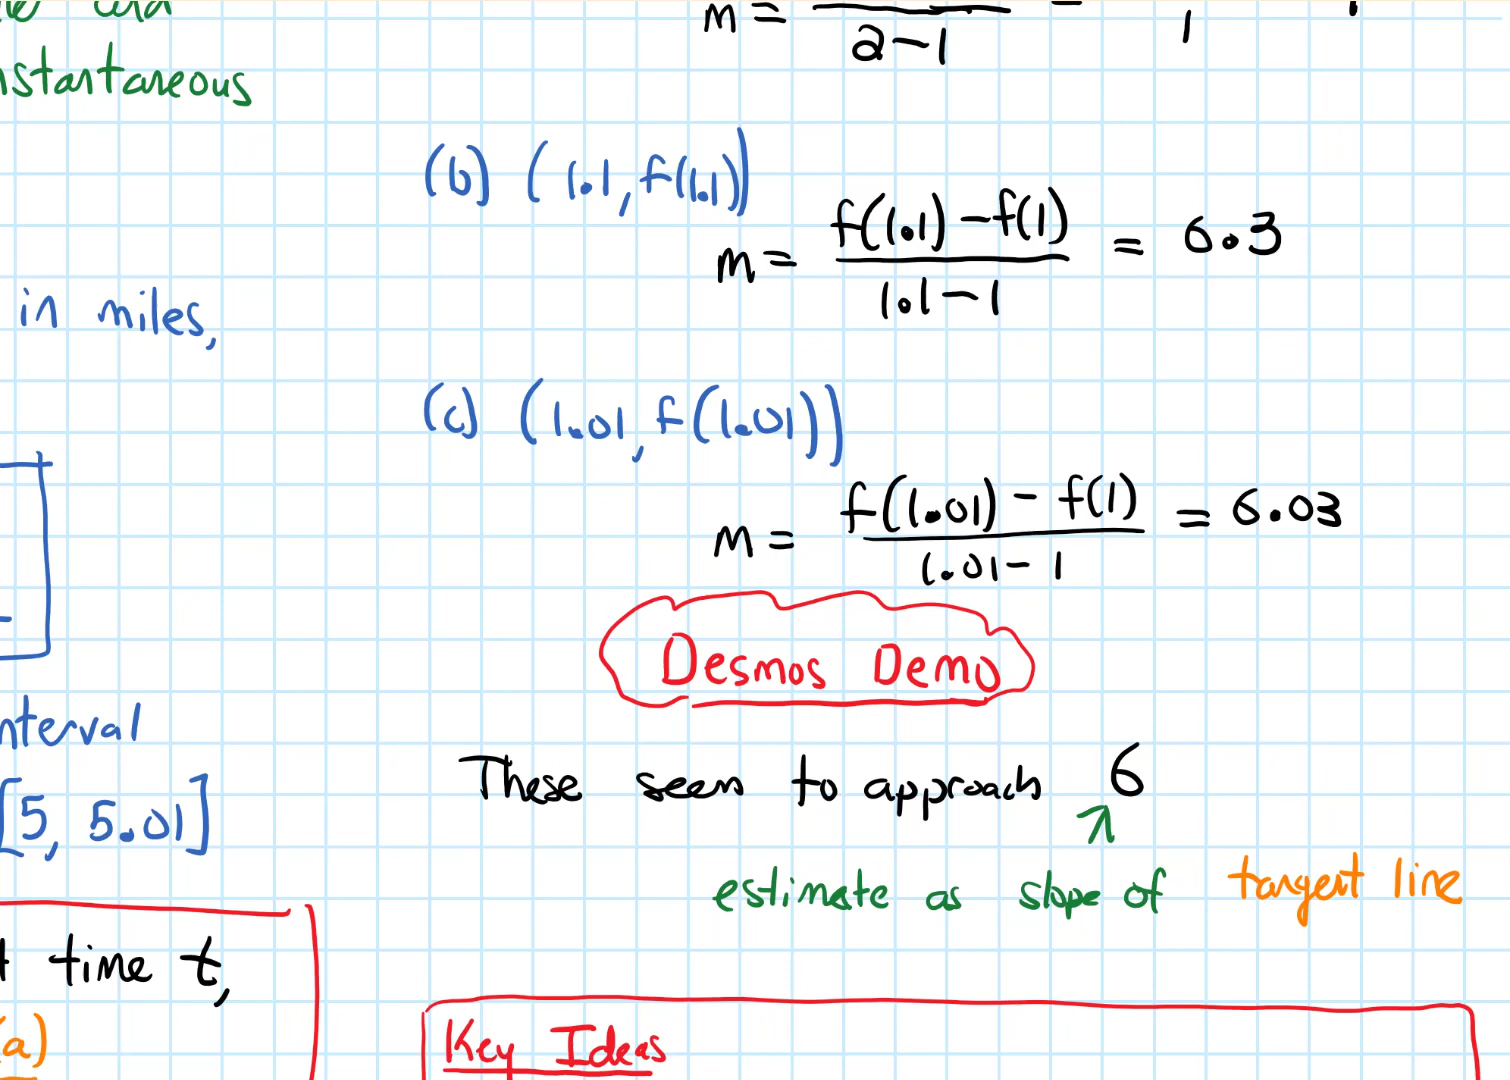 nstantaneous
in miles,
nterval
[5, 5.01]
time t,
(a)
m = ‾‾‾ / 2-1 = 1
(b) (1.1, f(1.1))
m = f(1.1) - f(1) / 1.1 - 1 = 6.3
(c) (1.01, f(1.01))
m = f(1.01) - f(1) / 1.01 - 1 = 6.03
Desmos Demo
These seem to approach 6
estimate as slope of tangent line
Key Ideas